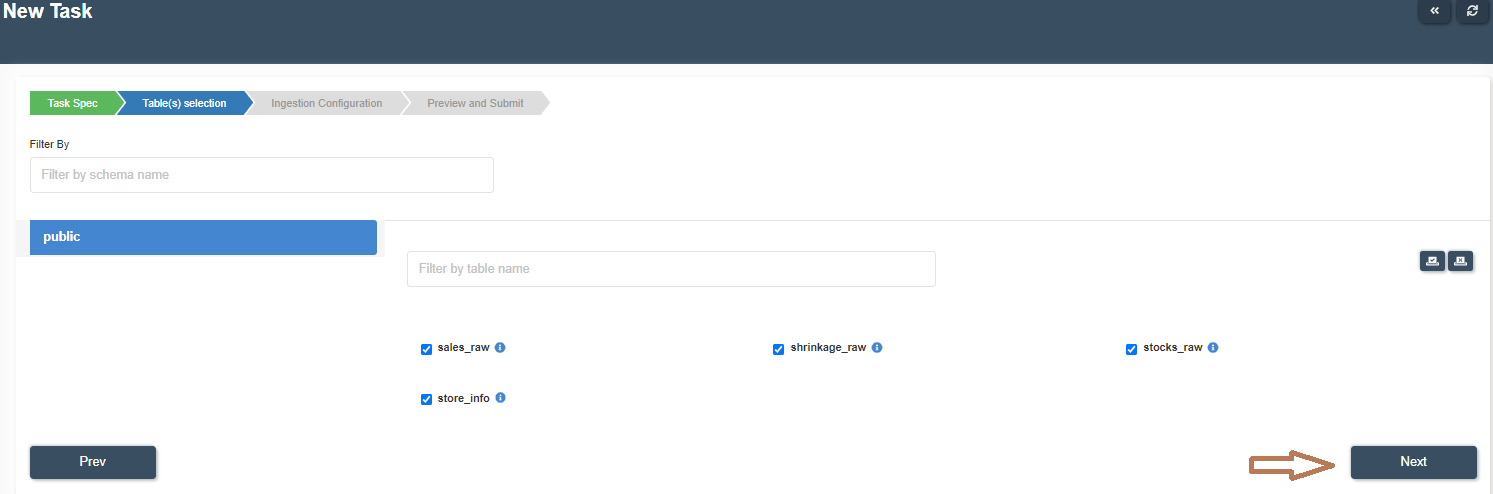 New Task
Task Spec Table(s) selection Ingestion Configuration Preview and Submit
Filter By
Filter by schema name
public
Filter by table name
sales_raw shrinkage_raw stocks_raw
store_info
Prev Next